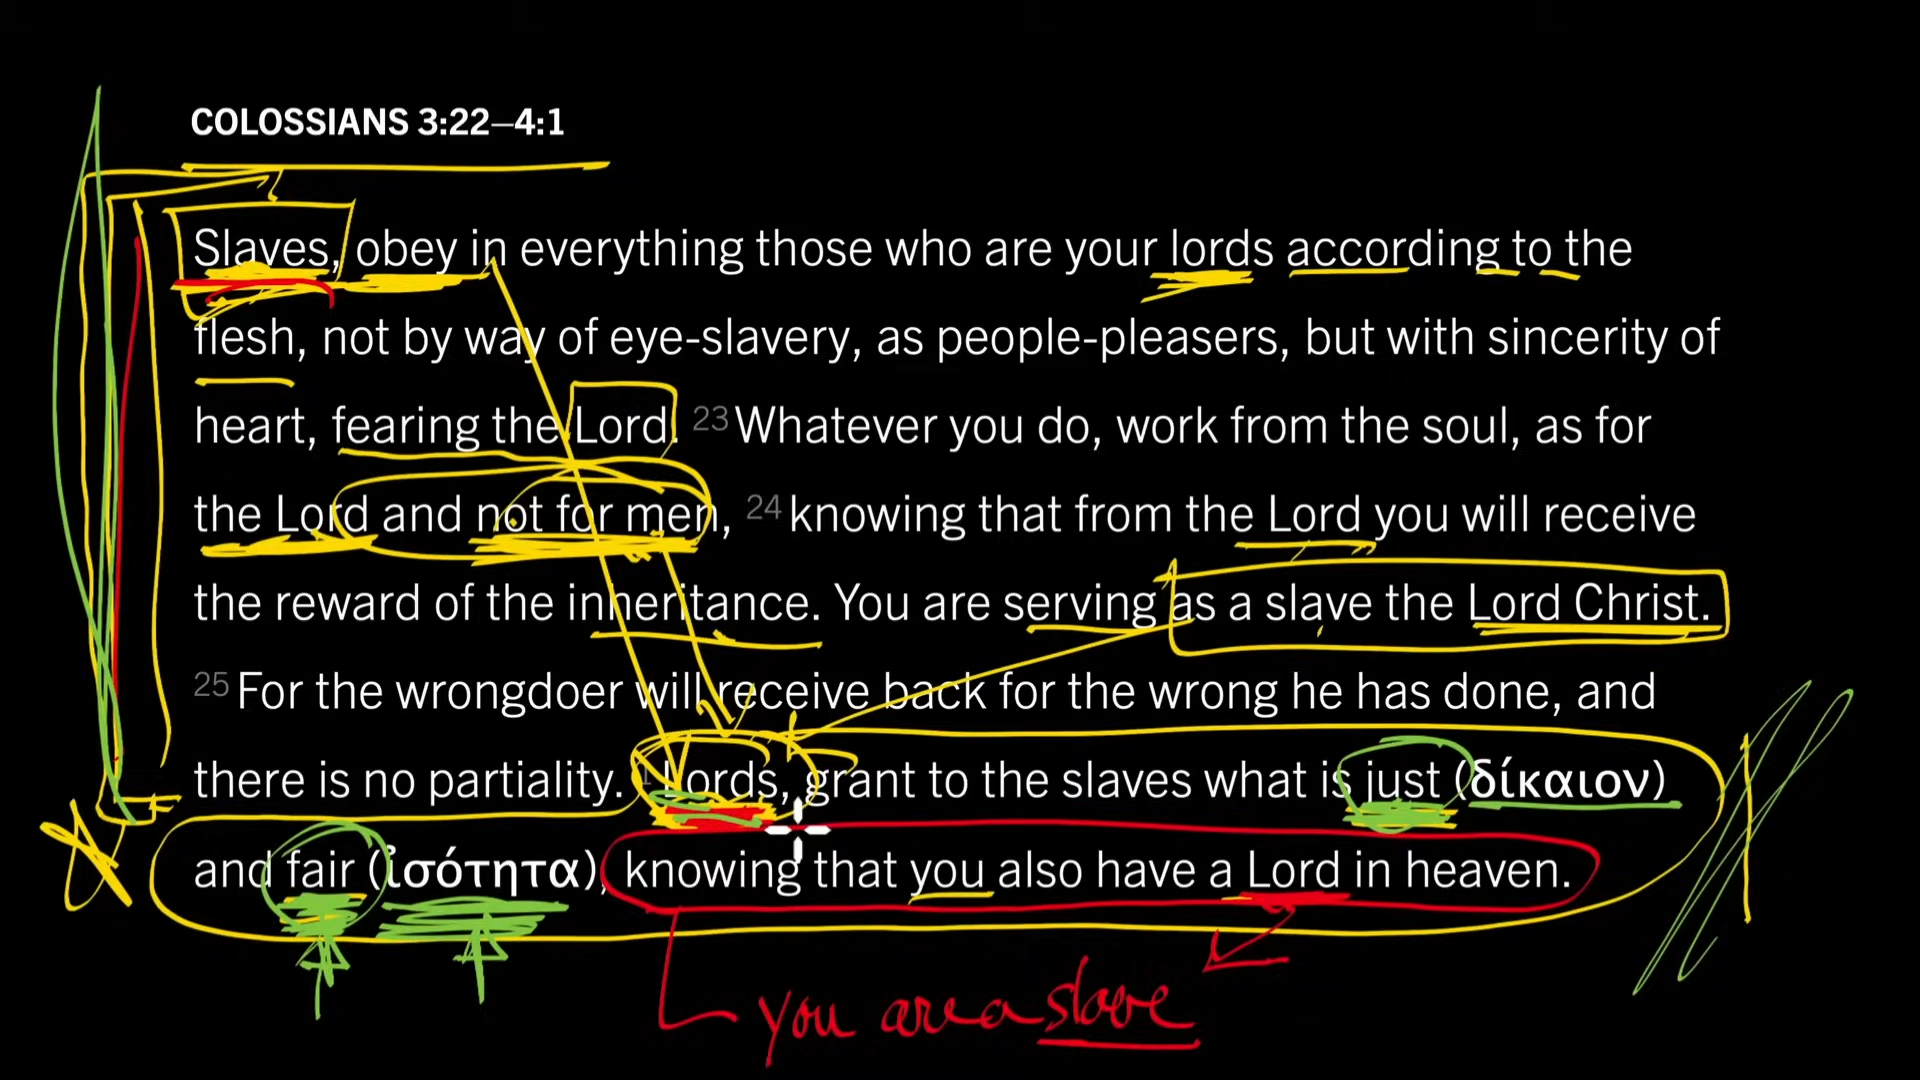 COLOSSIANS 3:22–4:1
Slaves, obey in everything those who are your lords according to the
flesh, not by way of eye-slavery, as people-pleasers, but with sincerity of
heart, fearing the Lord. 23 Whatever you do, work from the soul, as for
the Lord and not for men, 24 knowing that from the Lord you will receive
the reward of the inheritance. You are serving as a slave the Lord Christ.
25 For the wrongdoer will receive back for the wrong he has done, and
there is no partiality. Lords, grant to the slaves what is just (δίκαιον)
and fair (ἰσότητα), knowing that you also have a Lord in heaven.
you are a slave